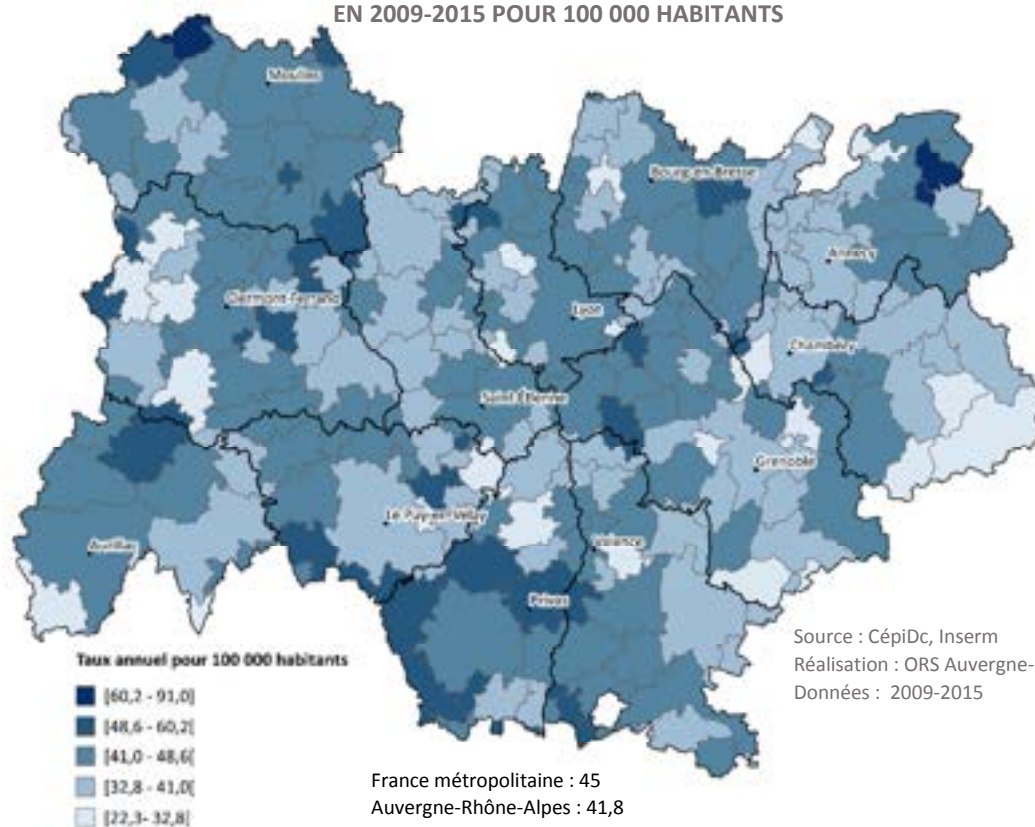 EN 2009-2015 POUR 100 000 HABITANTS
Moulins
Bourg-en-Bresse
Annecy
Clermont-Ferrand
Lyon
Chambéry
Saint-Étienne
Grenoble
Le Puy-en-Velay
Aurillac
Valence
Privas
Source : CépiDc, Inserm
Réalisation : ORS Auvergne-
Données : 2009-2015
Taux annuel pour 100 000 habitants
[60,2 - 91,0]
[48,6 - 60,2[
[41,0 - 48,6[
[32,8 - 41,0[
[22,3- 32,8[
France métropolitaine : 45
Auvergne-Rhône-Alpes : 41,8